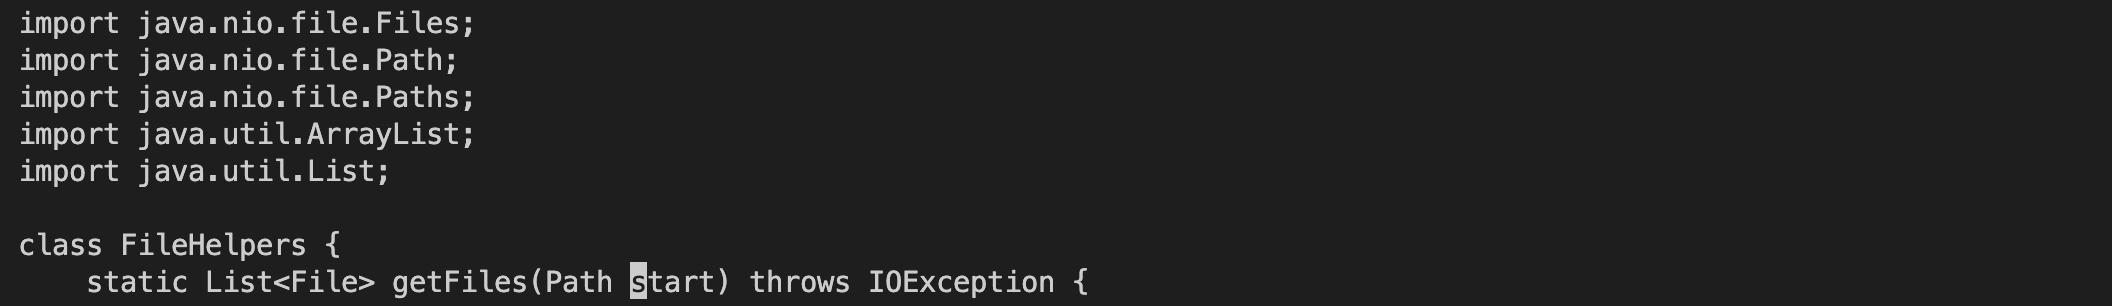 import java.nio.file.Files;
import java.nio.file.Path;
import java.nio.file.Paths;
import java.util.ArrayList;
import java.util.List;

class FileHelpers {
    static List<File> getFiles(Path start) throws IOException {